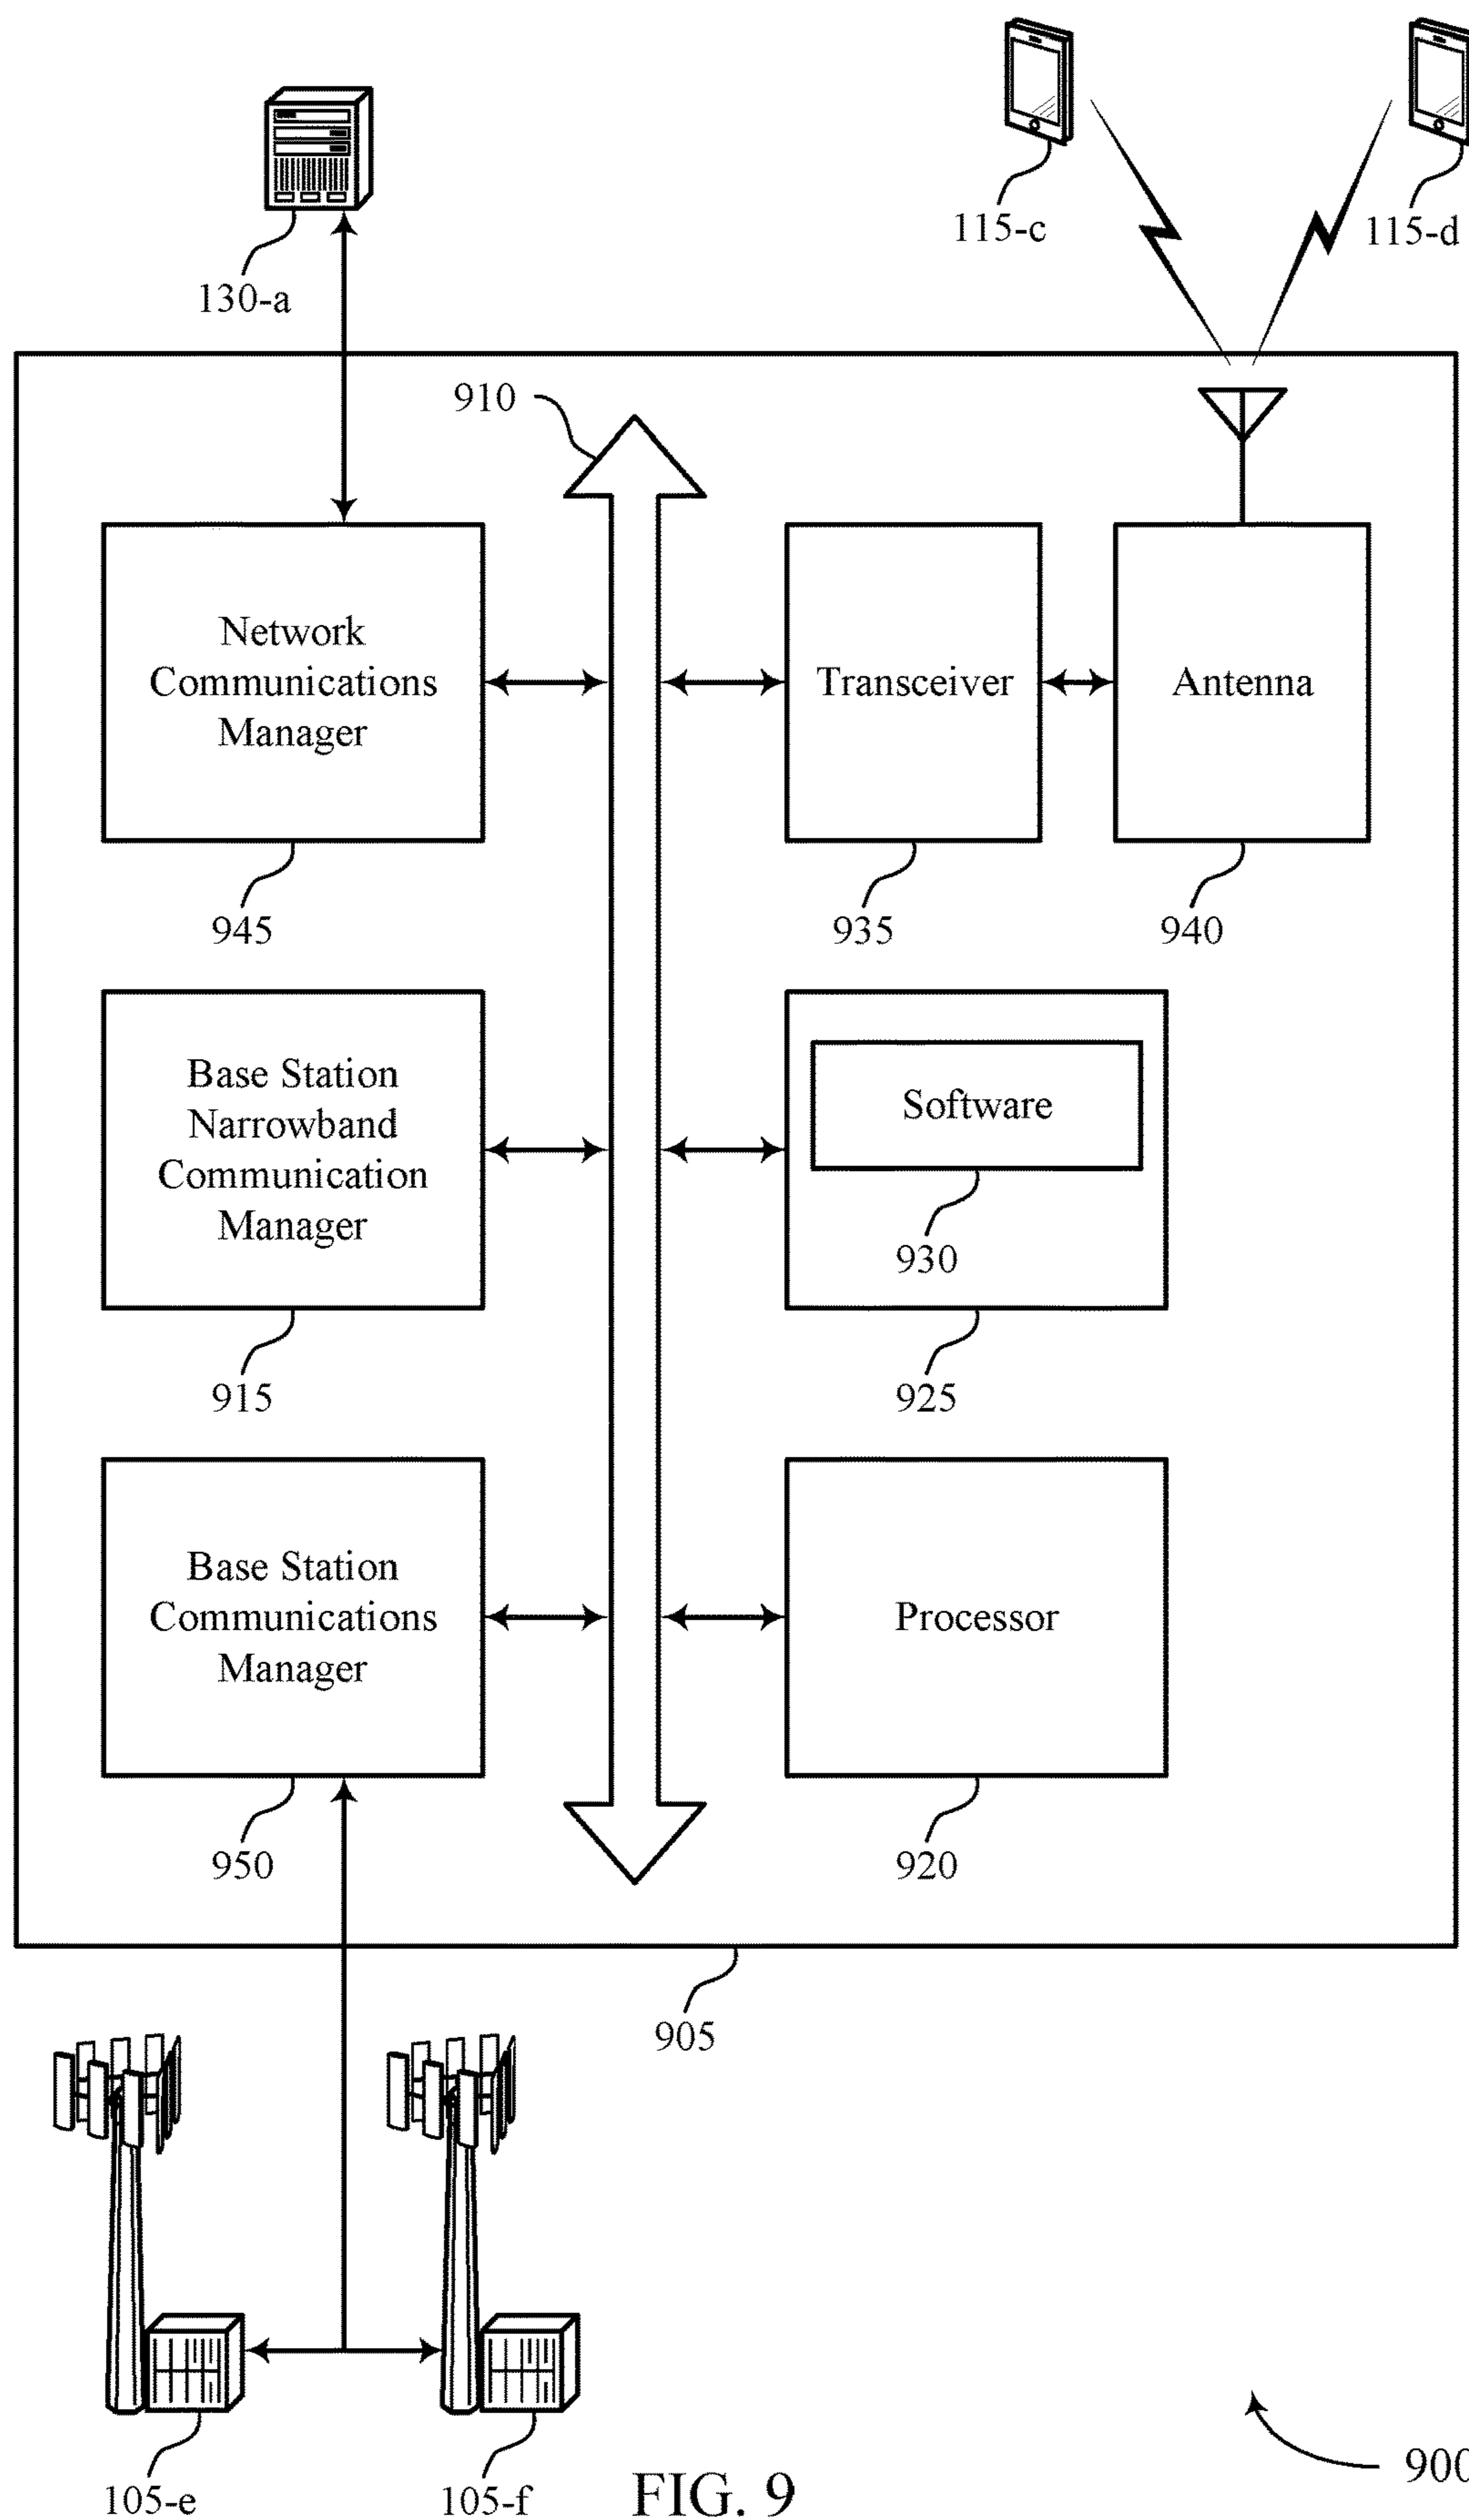 115-c
115-d
130-a
910
Network
Communications
Manager
Transceiver
Antenna
945
935
940
Base Station
Narrowband
Communication
Manager
Software
930
915
925
Base Station
Communications
Manager
Processor
950
920
905
105-e
105-f
FIG. 9
900